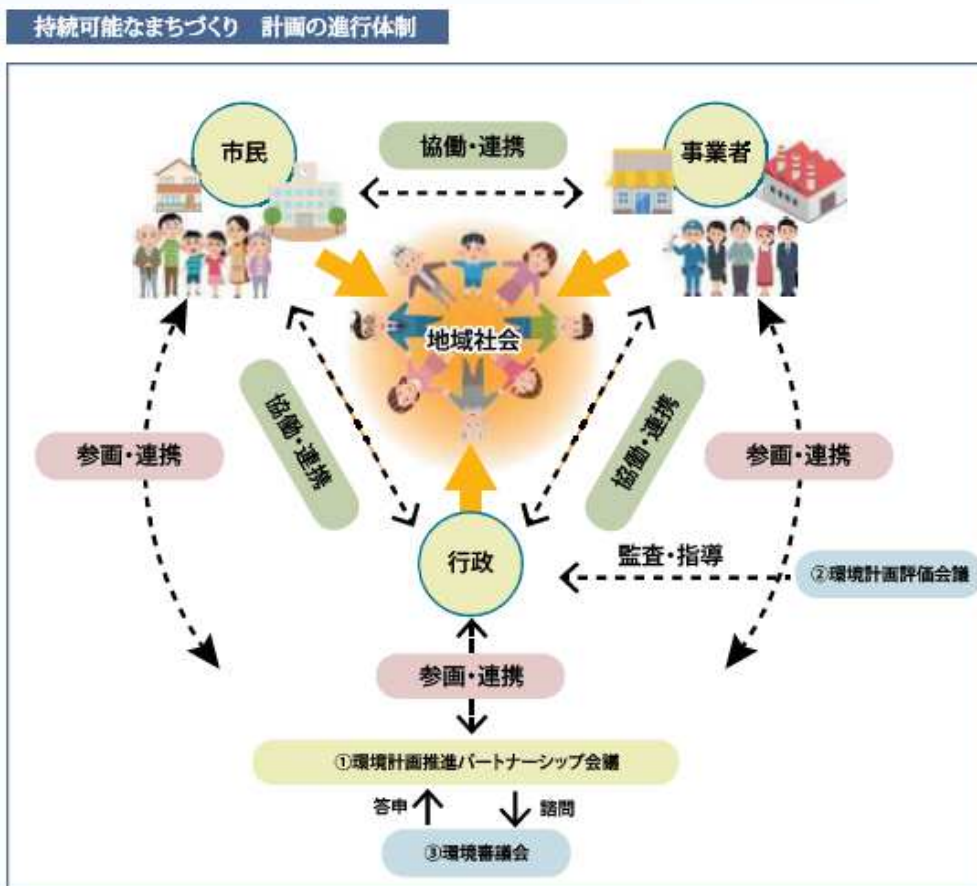 持続可能なまちづくり　計画の進行体制
市民
協働・連携
事業者
地域社会
協働・連携
協働・連携
参画・連携
参画・連携
行政
監査・指導
②環境計画評価会議
参画・連携
①環境計画推進パートナーシップ会議
答申
諮問
③環境審議会